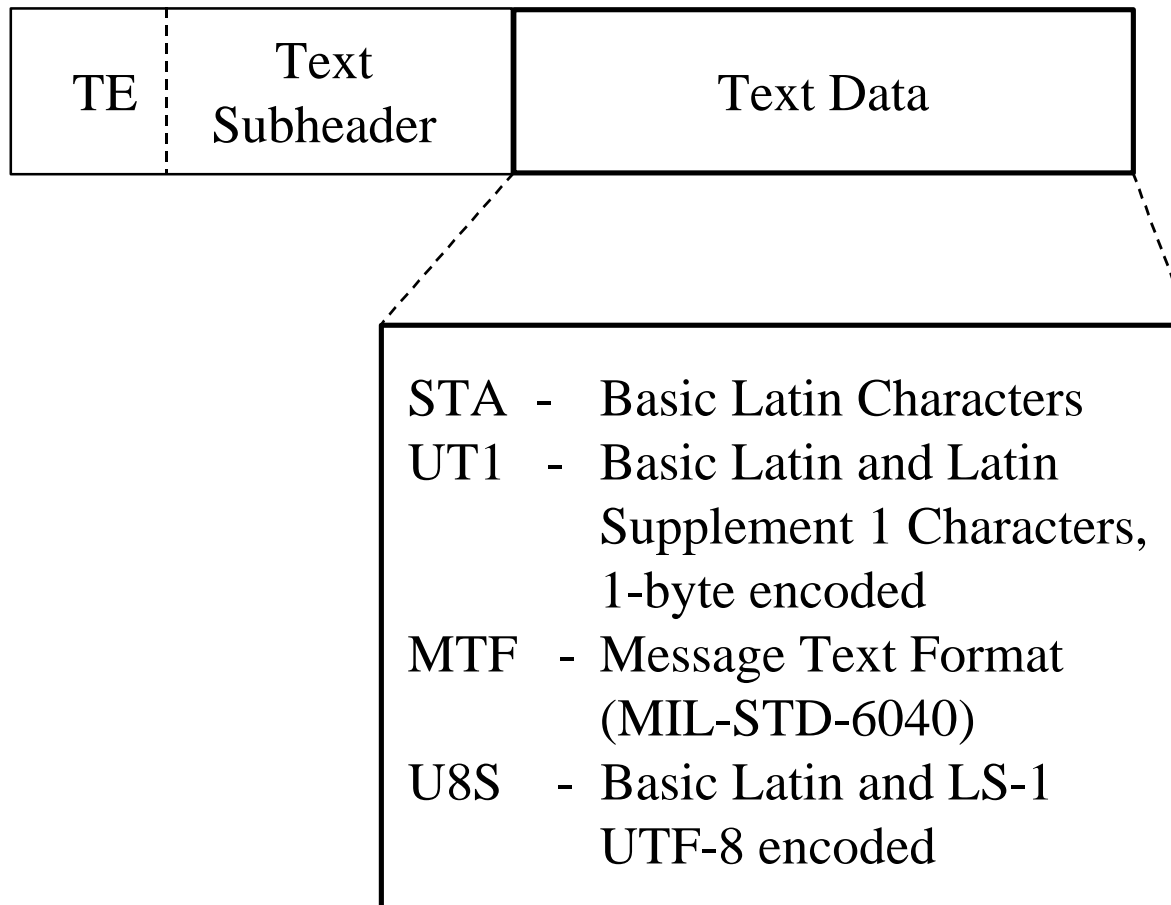 TE
Text
Subheader
Text Data
STA - Basic Latin Characters
UT1 - Basic Latin and Latin
Supplement 1 Characters,
1-byte encoded
MTF - Message Text Format
(MIL-STD-6040)
U8S - Basic Latin and LS-1
UTF-8 encoded